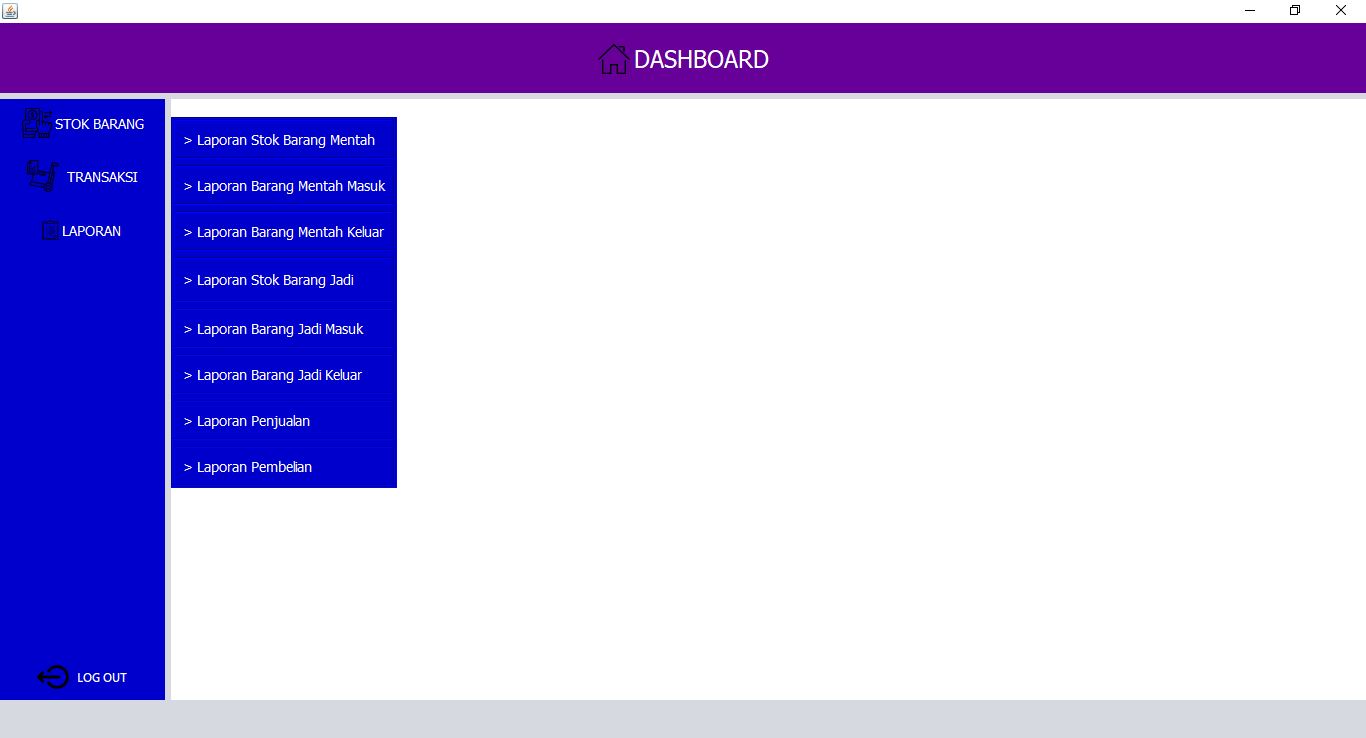 DASHBOARD
STOK BARANG
TRANSAKSI
LAPORAN
> Laporan Stok Barang Mentah
> Laporan Barang Mentah Masuk
> Laporan Barang Mentah Keluar
> Laporan Stok Barang Jadi
> Laporan Barang Jadi Masuk
> Laporan Barang Jadi Keluar
> Laporan Penjualan
> Laporan Pembelian
LOG OUT